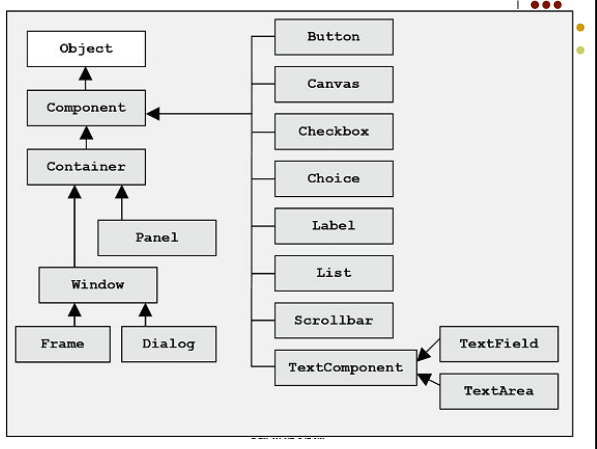 Object
Component
Container
Panel
Window
Frame
Dialog
Button
Canvas
Checkbox
Choice
Label
List
Scrollbar
TextComponent
TextField
TextArea